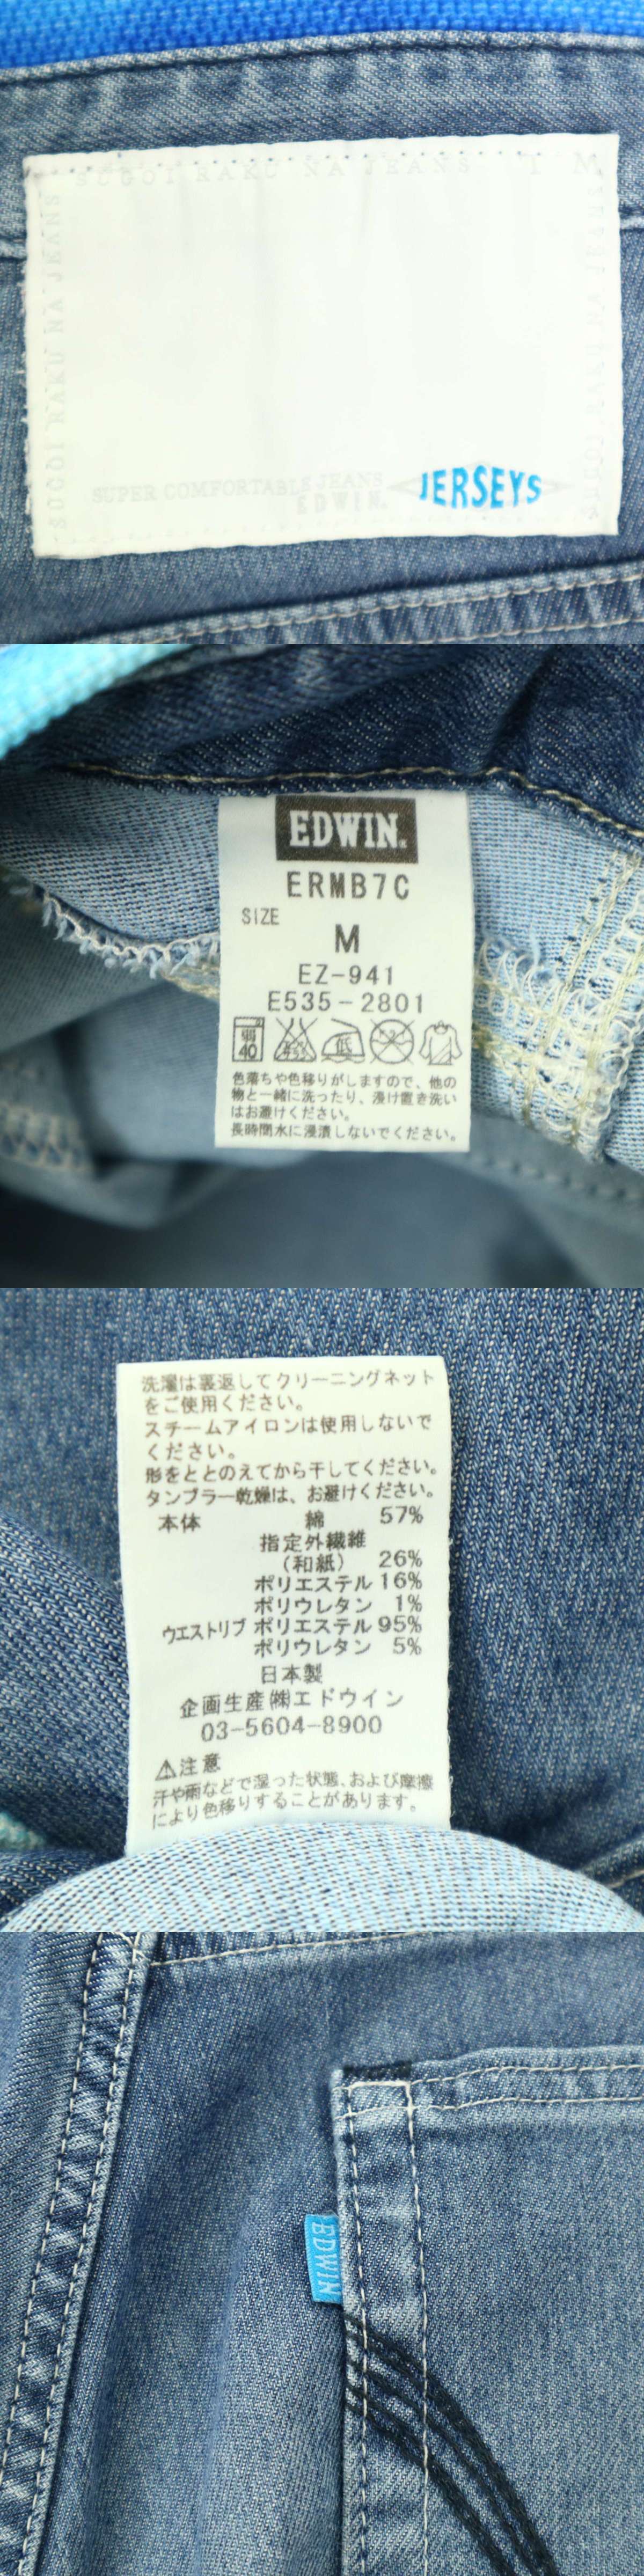 SUGOI RAKU NA JEANS
SUGOI RAKU NA JEANS
SUPER COMFORTABLE JEANS
EDWIN.
JERSEYS
EDWIN.
ERMB7C
SIZE
M
EZ-941
E535-2801
弱
40
低
色落ちや色移りがしますので、他の
物と一緒に洗ったり、浸け置き洗い
はお避けください。
長時間水に浸漬しないでください。
洗濯は裏返してクリーニングネット
をご使用ください。
スチームアイロンは使用しないで
ください。
形をととのえてから干してください。
タンブラー乾燥は、お避けください。
本体 綿 57%
指定外繊維
(和紙) 26%
ポリエステル 16%
ポリウレタン 1%
ウエストリブ ポリエステル 95%
ポリウレタン 5%
日本製
企画生産㈱エドウイン
03-5604-8900
⚠注意
汗や雨などで湿った状態、および摩擦
により色移りすることがあります。
EDWIN